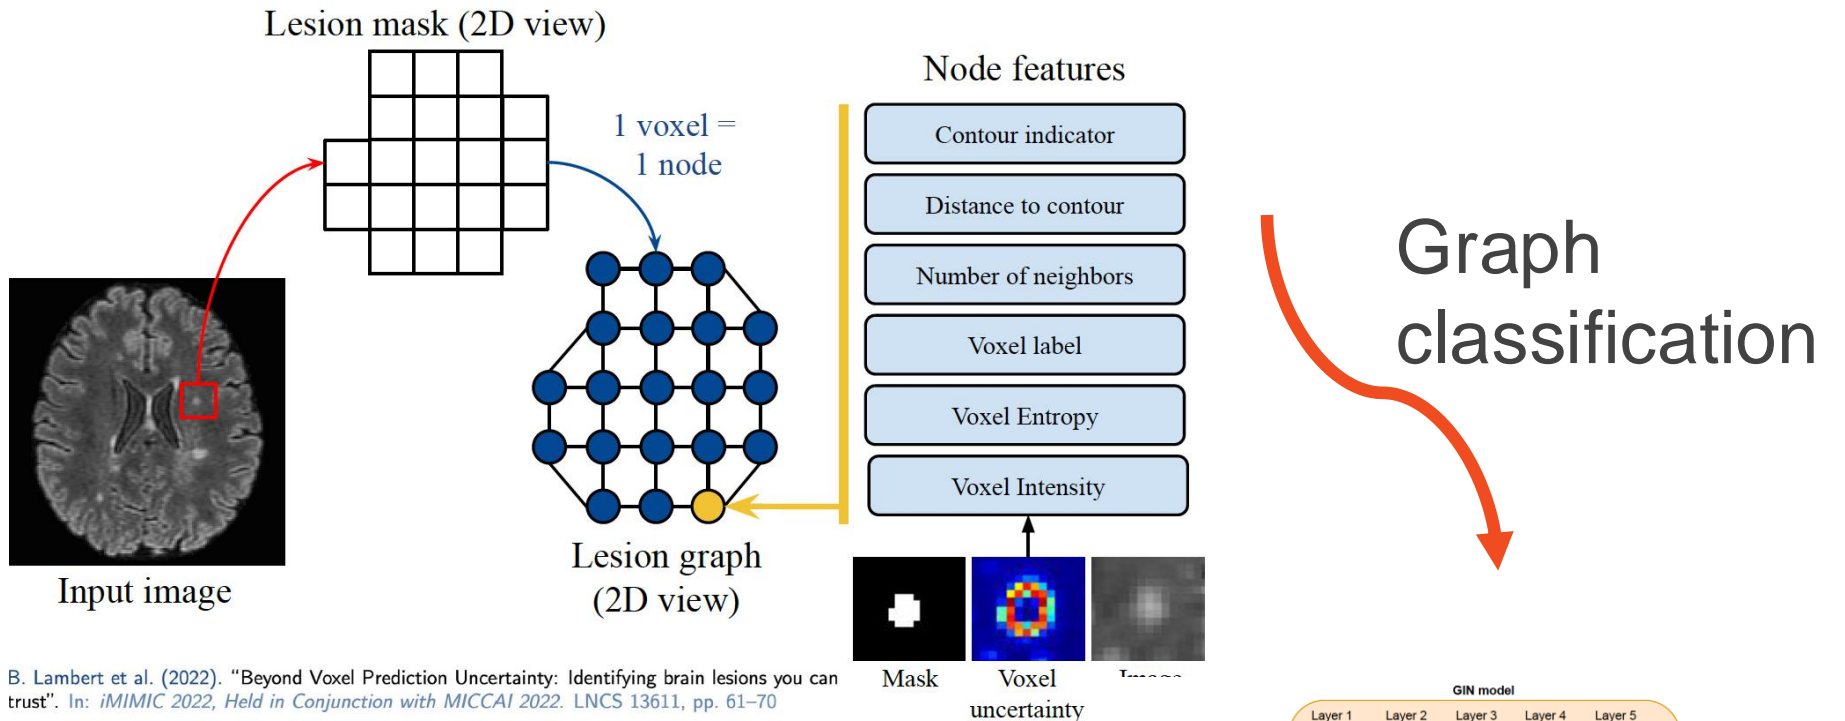 Lesion mask (2D view)
1 voxel =
1 node
Input image
Lesion graph
(2D view)
Node features
Contour indicator
Distance to contour
Number of neighbors
Voxel label
Voxel Entropy
Voxel Intensity
Mask
Voxel
uncertainty
Graph
classification
B. Lambert et al. (2022). “Beyond Voxel Prediction Uncertainty: Identifying brain lesions you can
trust”. In: iMIMIC 2022, Held in Conjunction with MICCAI 2022. LNCS 13611, pp. 61–70
GIN model
Layer 1 Layer 2 Layer 3 Layer 4 Layer 5